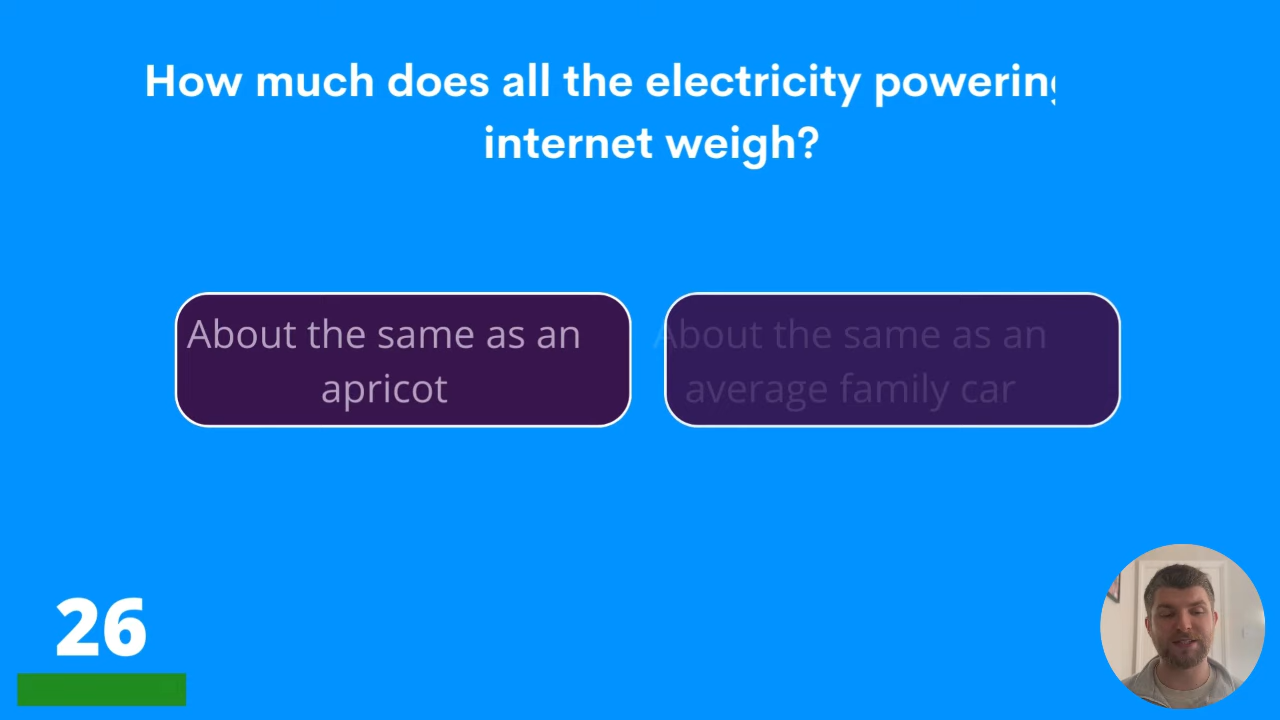 How much does all the electricity powering
internet weigh?
About the same as an
apricot
About the same as an
average family car
26